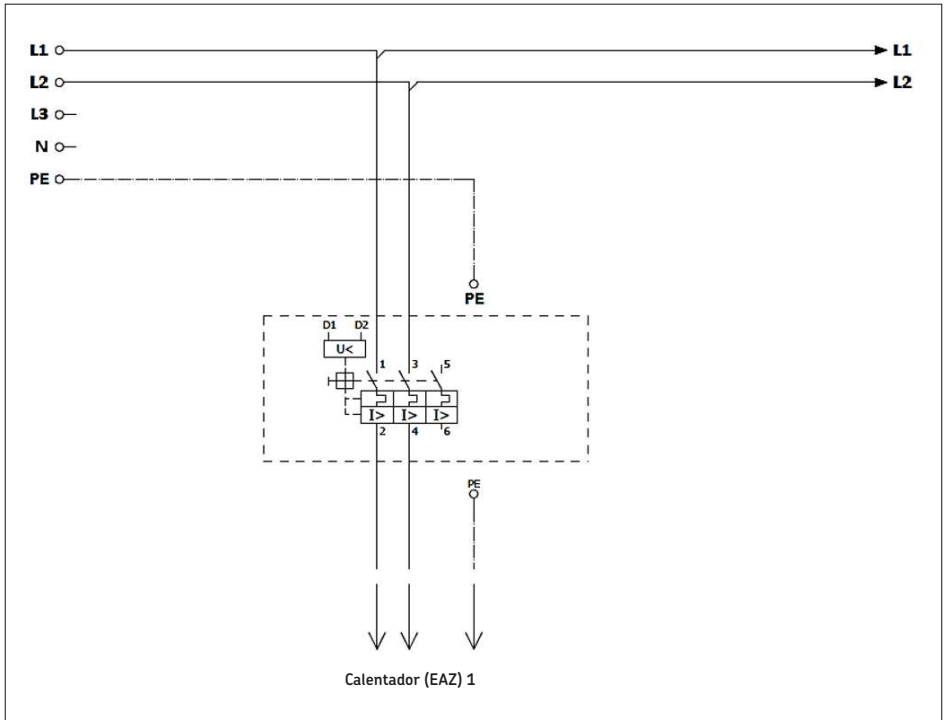 L1 L1
L2 L2
L3
N
PE
PE
D1 D2
U<
1 3 5
I> I> I>
2 4 6
PE
Calentador (EAZ) 1